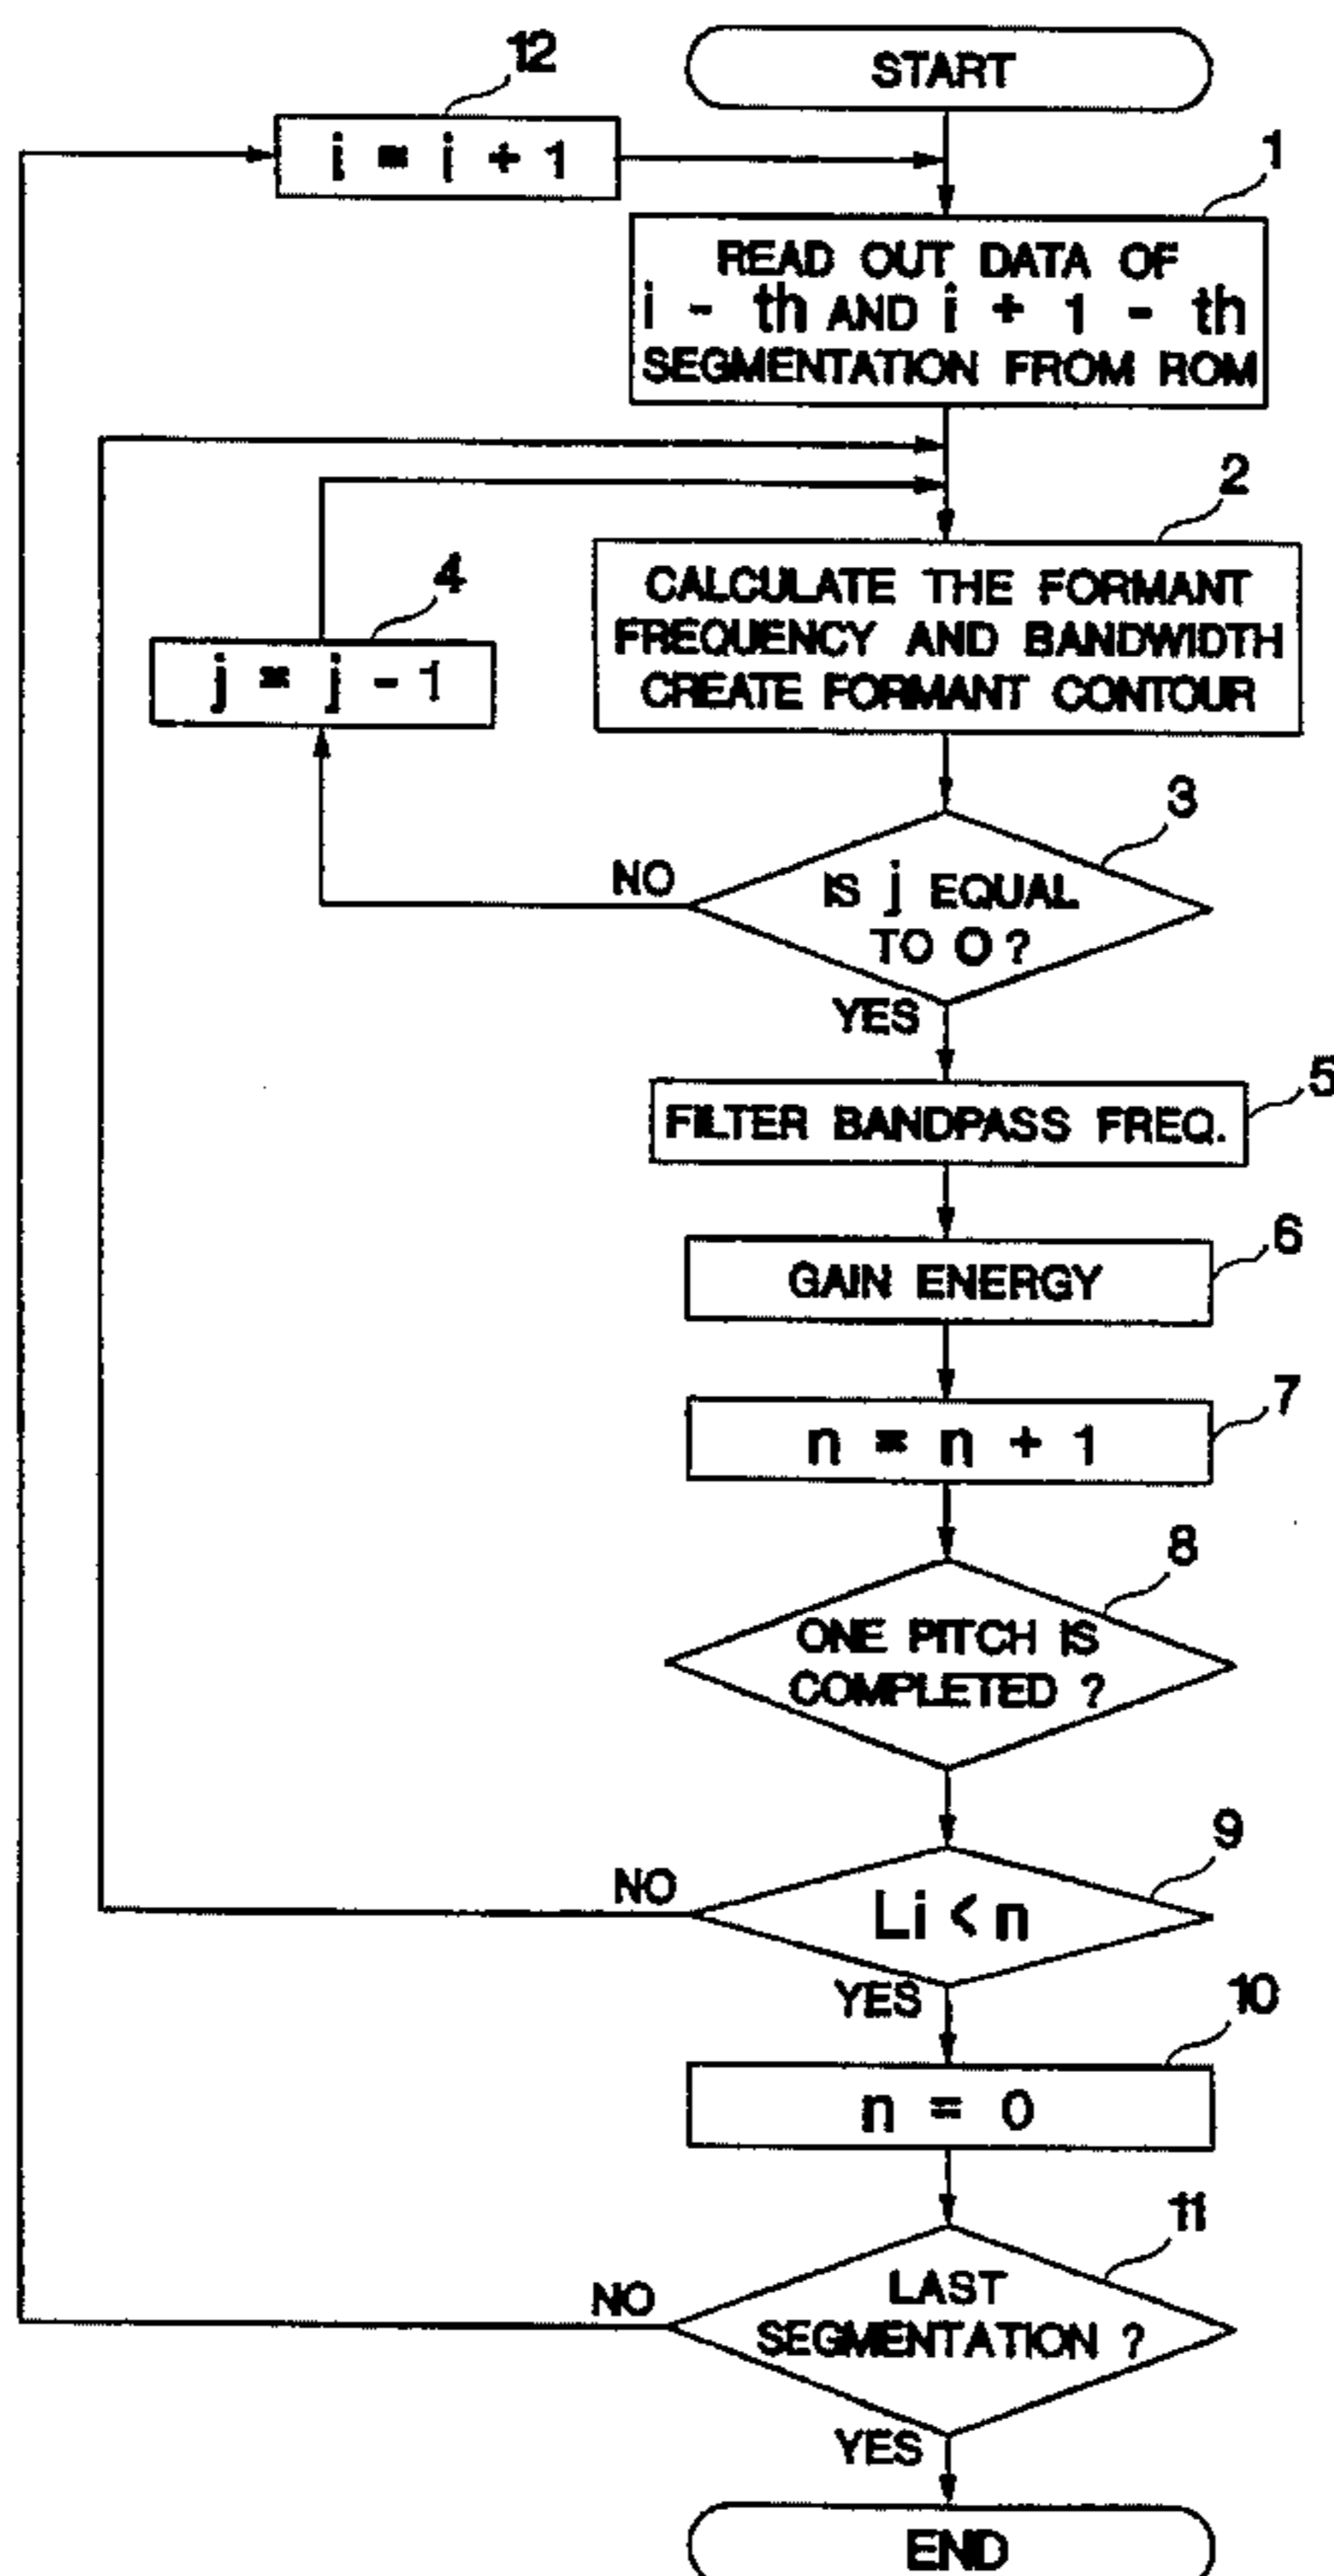 START
12
i = i + 1
1
READ OUT DATA OF
i - th AND i + 1 - th
SEGMENTATION FROM ROM
2
CALCULATE THE FORMANT
FREQUENCY AND BANDWIDTH
CREATE FORMANT CONTOUR
4
j = j - 1
3
NO
IS j EQUAL
TO 0 ?
YES
5
FILTER BANDPASS FREQ.
6
GAIN ENERGY
7
n = n + 1
8
ONE PITCH IS
COMPLETED ?
9
NO
Li < n
YES
10
n = 0
11
NO
LAST
SEGMENTATION ?
YES
END